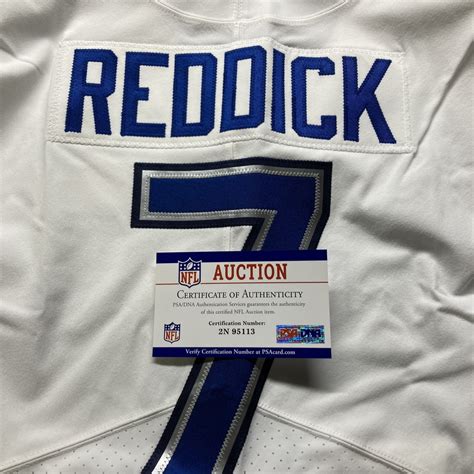 REDDICK
7
NFL
AUCTION
CERTIFICATE OF AUTHENTICITY
PSA/DNA Authentication Services guarantees the authenticity
of this certified NFL Auction item.
Certification Number:
2N 95113
NFL
PSA/DNA
Verify Certification Number at PSAcard.com